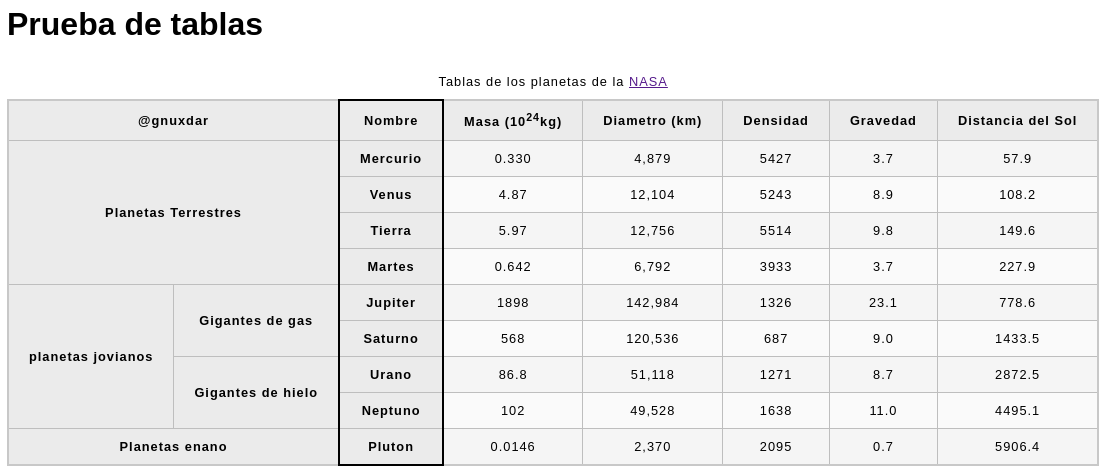 Prueba de tablas
Tablas de los planetas de la NASA
@gnuxdar Nombre Masa (10²⁴kg) Diametro (km) Densidad Gravedad Distancia del Sol
Planetas Terrestres Mercurio 0.330 4,879 5427 3.7 57.9
Venus 4.87 12,104 5243 8.9 108.2
Tierra 5.97 12,756 5514 9.8 149.6
Martes 0.642 6,792 3933 3.7 227.9
planetas jovianos Gigantes de gas Jupiter 1898 142,984 1326 23.1 778.6
Saturno 568 120,536 687 9.0 1433.5
Gigantes de hielo Urano 86.8 51,118 1271 8.7 2872.5
Neptuno 102 49,528 1638 11.0 4495.1
Planetas enano Pluton 0.0146 2,370 2095 0.7 5906.4